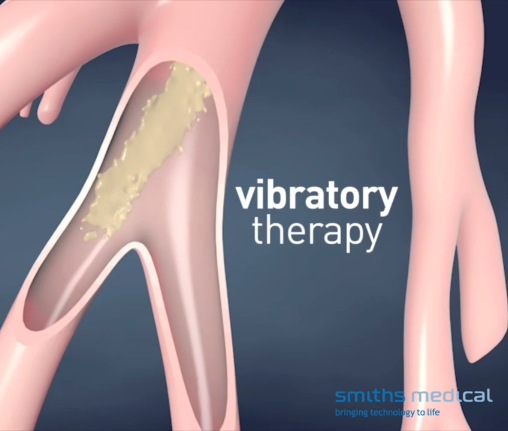 vibratory
therapy
smiths medical
bringing technology to life